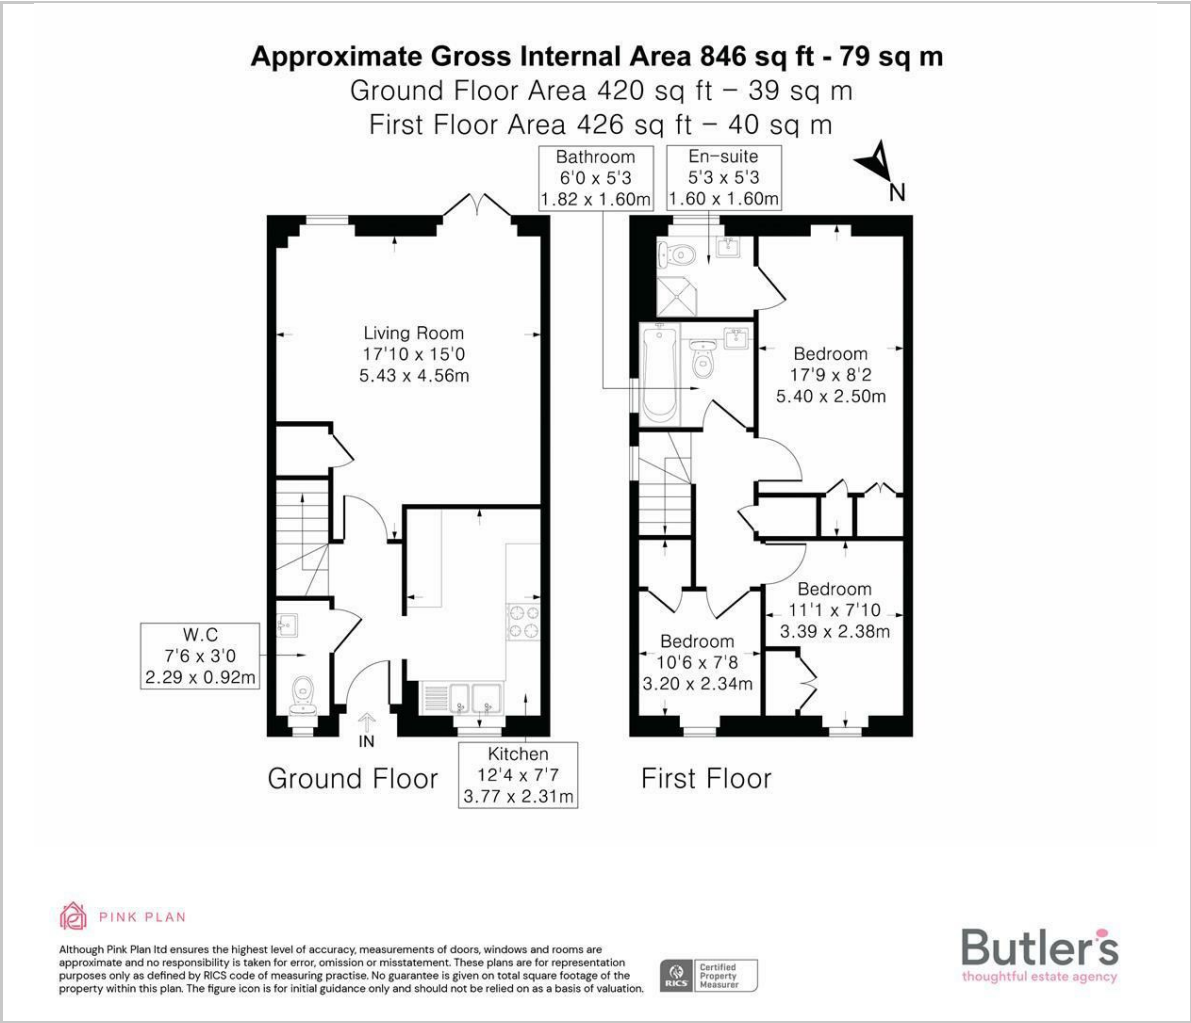 Approximate Gross Internal Area 846 sq ft - 79 sq m
Ground Floor Area 420 sq ft – 39 sq m
First Floor Area 426 sq ft – 40 sq m
Bathroom
6'0 x 5'3
1.82 x 1.60m
En-suite
5'3 x 5'3
1.60 x 1.60m
N
Living Room
17'10 x 15'0
5.43 x 4.56m
Bedroom
17'9 x 8'2
5.40 x 2.50m
W.C
7'6 x 3'0
2.29 x 0.92m
Bedroom
10'6 x 7'8
3.20 x 2.34m
Bedroom
11'1 x 7'10
3.39 x 2.38m
IN
Kitchen
12'4 x 7'7
3.77 x 2.31m
Ground Floor
First Floor
PINK PLAN
Although Pink Plan ltd ensures the highest level of accuracy, measurements of doors, windows and rooms are
approximate and no responsibility is taken for error, omission or misstatement. These plans are for representation
purposes only as defined by RICS code of measuring practise. No guarantee is given on total square footage of the
property within this plan. The figure icon is for initial guidance only and should not be relied on as a basis of valuation.
RICS
Certified
Property
Measurer
Butler's
thoughtful estate agency